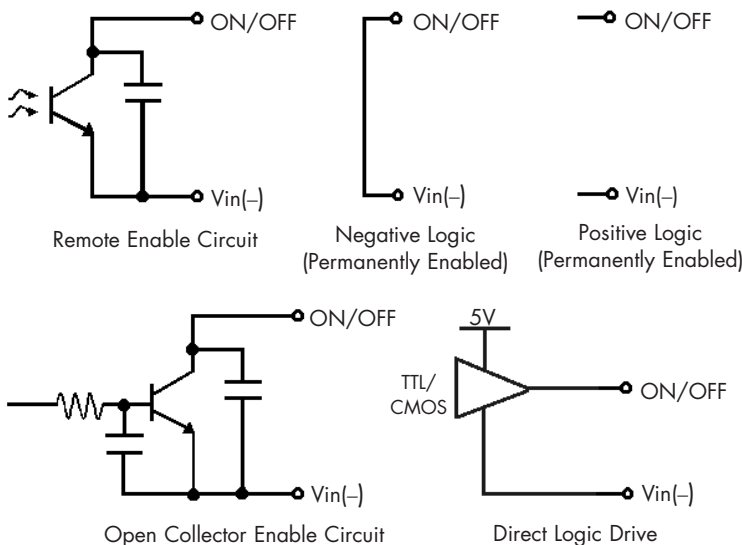 ON/OFF
Vin(–)
Remote Enable Circuit
ON/OFF
Vin(–)
Negative Logic
(Permanently Enabled)
ON/OFF
Vin(–)
Positive Logic
(Permanently Enabled)
ON/OFF
Vin(–)
Open Collector Enable Circuit
5V
TTL/
CMOS
ON/OFF
Vin(–)
Direct Logic Drive